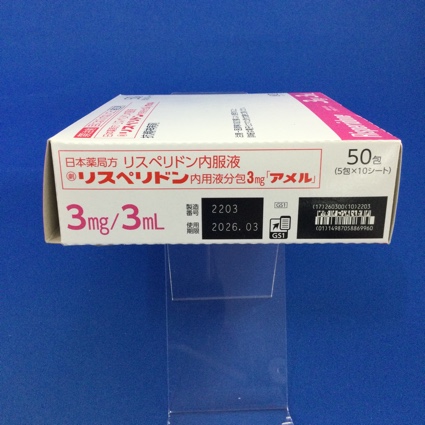 日本薬局方 リスペリドン内服液
劇 リスペリドン 内用液分包3mg「アメル」
50包
(5包×10シート)
3mg/3mL
製造番号 2203
使用期限 2026.03
GS1
GS1
(17)260300(10)2203
(01)14987058869960